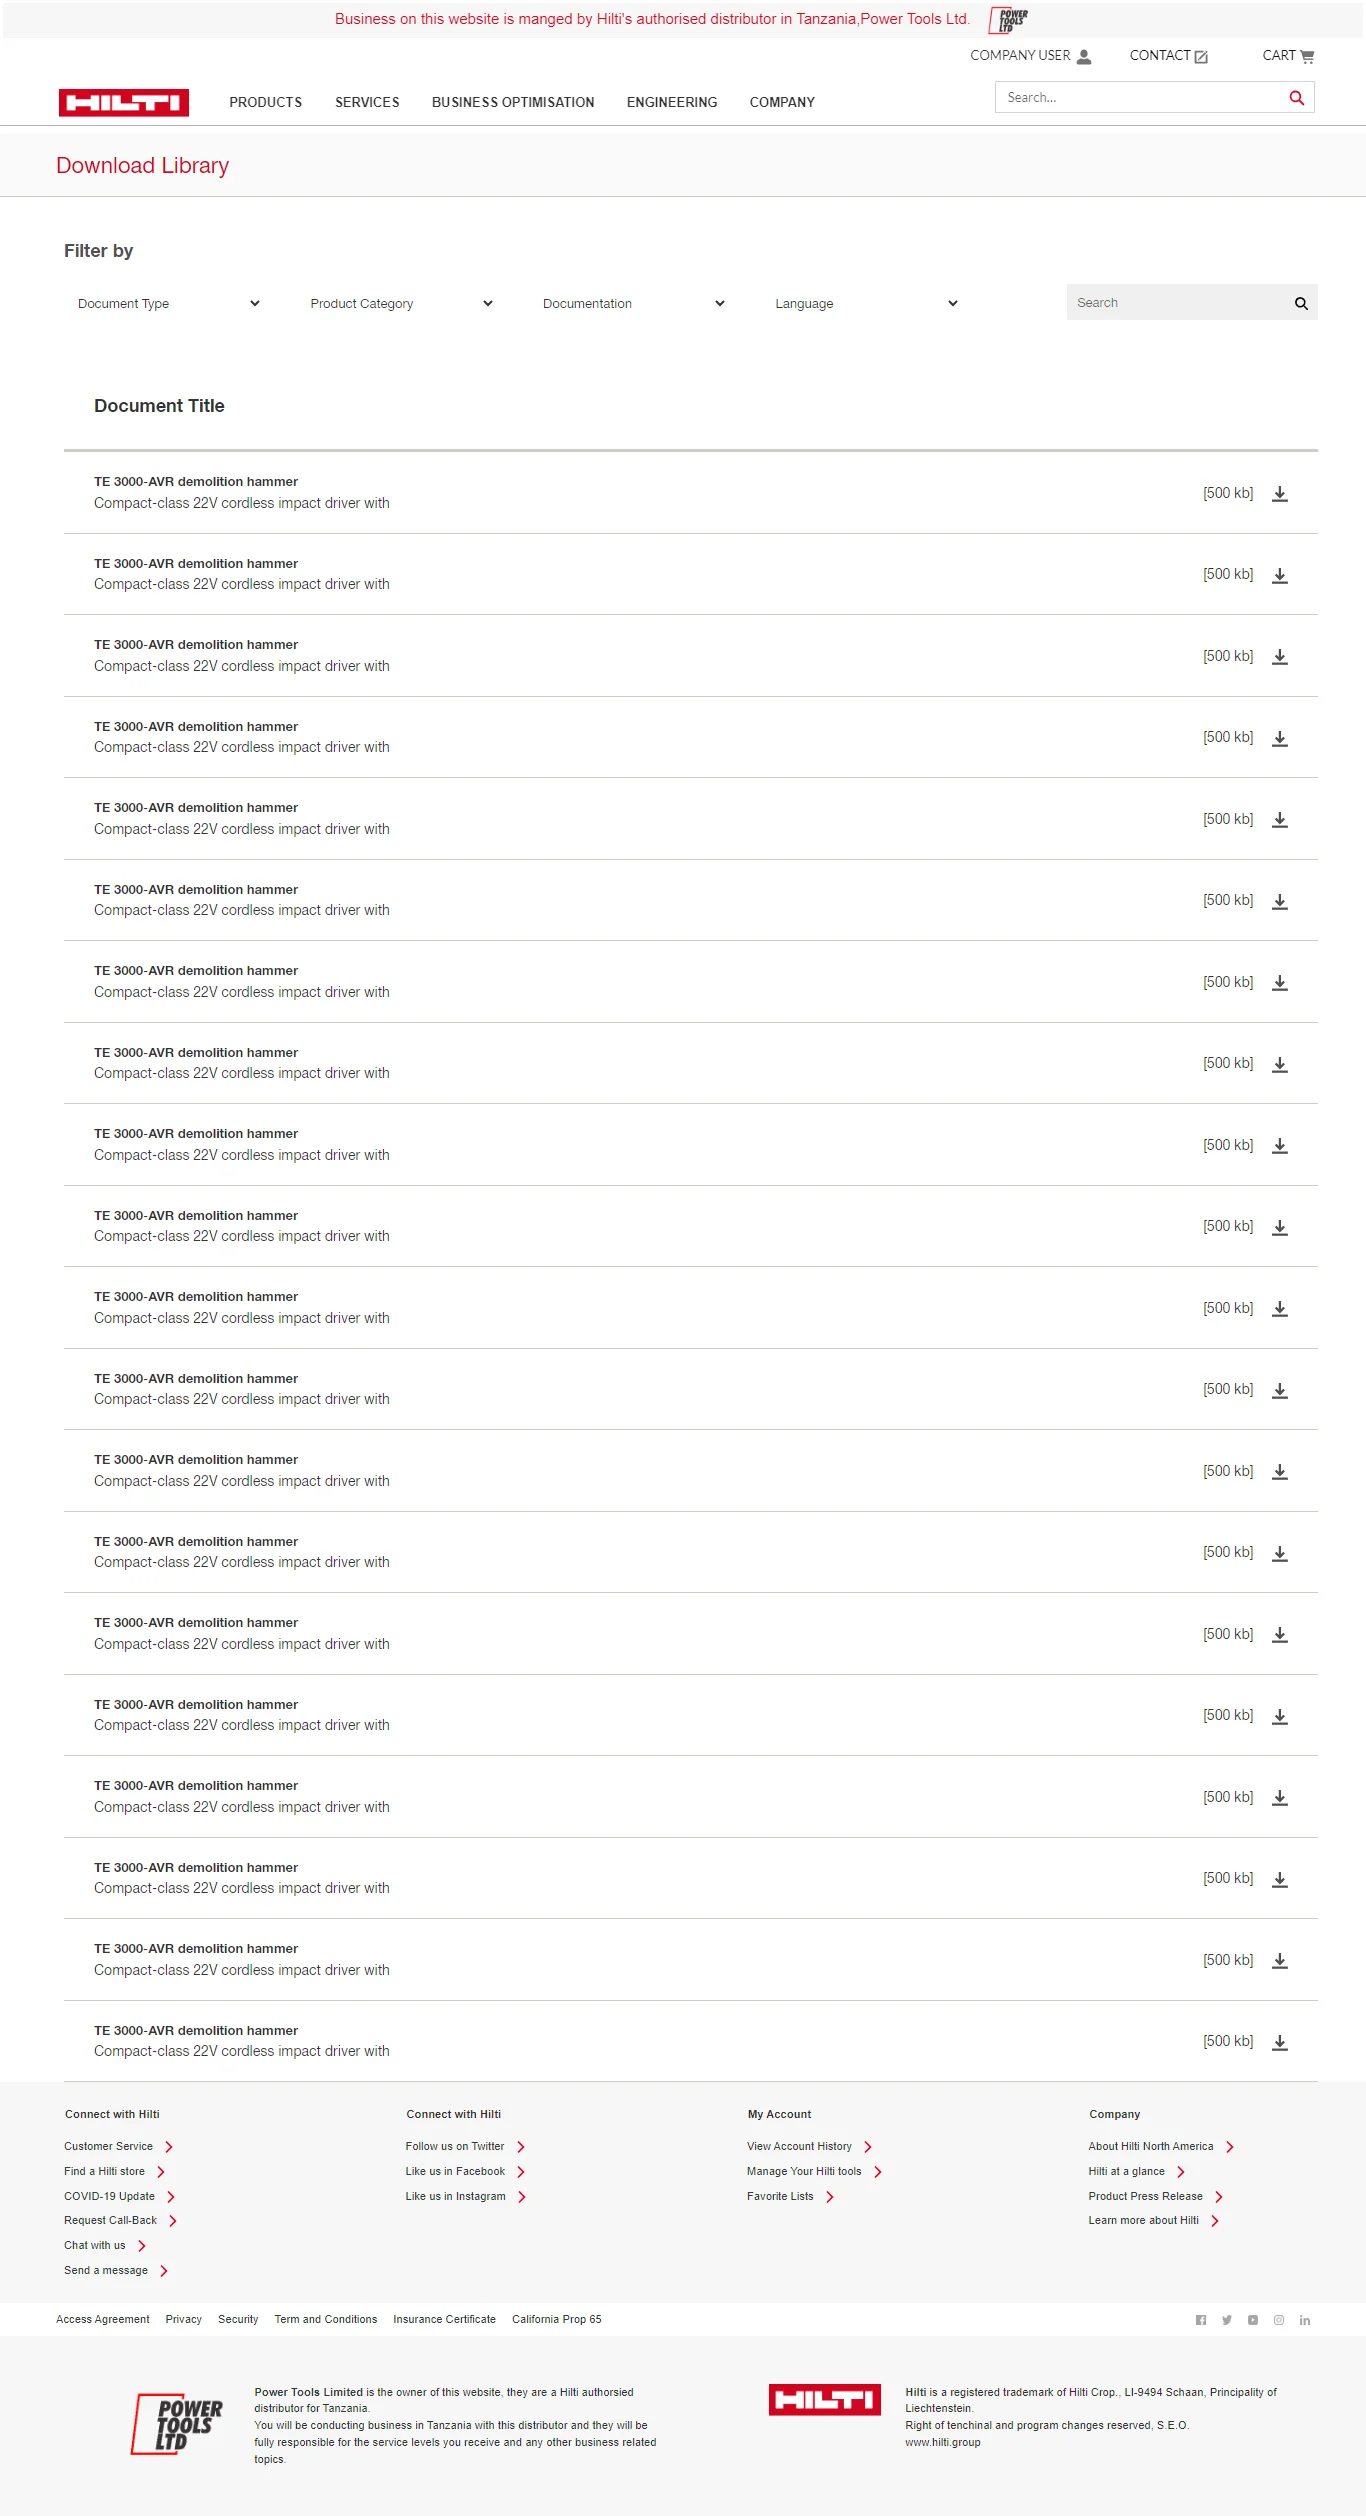 Business on this website is manged by Hilti's authorised distributor in Tanzania,Power Tools Ltd. POWER TOOLS LTD
COMPANY USER CONTACT CART
HILTI PRODUCTS SERVICES BUSINESS OPTIMISATION ENGINEERING COMPANY Search...
Download Library
Filter by
Document Type Product Category Documentation Language Search
Document Title
TE 3000-AVR demolition hammer
Compact-class 22V cordless impact driver with [500 kb]
TE 3000-AVR demolition hammer
Compact-class 22V cordless impact driver with [500 kb]
TE 3000-AVR demolition hammer
Compact-class 22V cordless impact driver with [500 kb]
TE 3000-AVR demolition hammer
Compact-class 22V cordless impact driver with [500 kb]
TE 3000-AVR demolition hammer
Compact-class 22V cordless impact driver with [500 kb]
TE 3000-AVR demolition hammer
Compact-class 22V cordless impact driver with [500 kb]
TE 3000-AVR demolition hammer
Compact-class 22V cordless impact driver with [500 kb]
TE 3000-AVR demolition hammer
Compact-class 22V cordless impact driver with [500 kb]
TE 3000-AVR demolition hammer
Compact-class 22V cordless impact driver with [500 kb]
TE 3000-AVR demolition hammer
Compact-class 22V cordless impact driver with [500 kb]
TE 3000-AVR demolition hammer
Compact-class 22V cordless impact driver with [500 kb]
TE 3000-AVR demolition hammer
Compact-class 22V cordless impact driver with [500 kb]
TE 3000-AVR demolition hammer
Compact-class 22V cordless impact driver with [500 kb]
TE 3000-AVR demolition hammer
Compact-class 22V cordless impact driver with [500 kb]
TE 3000-AVR demolition hammer
Compact-class 22V cordless impact driver with [500 kb]
TE 3000-AVR demolition hammer
Compact-class 22V cordless impact driver with [500 kb]
TE 3000-AVR demolition hammer
Compact-class 22V cordless impact driver with [500 kb]
TE 3000-AVR demolition hammer
Compact-class 22V cordless impact driver with [500 kb]
TE 3000-AVR demolition hammer
Compact-class 22V cordless impact driver with [500 kb]
TE 3000-AVR demolition hammer
Compact-class 22V cordless impact driver with [500 kb]
Connect with Hilti
Customer Service
Find a Hilti store
COVID-19 Update
Request Call-Back
Chat with us
Send a message
Connect with Hilti
Follow us on Twitter
Like us in Facebook
Like us in Instagram
My Account
View Account History
Manage Your Hilti tools
Favorite Lists
Company
About Hilti North America
Hilti at a glance
Product Press Release
Learn more about Hilti
Access Agreement Privacy Security Term and Conditions Insurance Certificate California Prop 65
POWER
TOOLS
LTD
Power Tools Limited is the owner of this website, they are a Hilti authorsied
distributor for Tanzania.
You will be conducting business in Tanzania with this distributor and they will be
fully responsible for the service levels you receive and any other business related
topics.
HILTI
Hilti is a registered trademark of Hilti Crop., LI-9494 Schaan, Principality of
Liechtenstein.
Right of tenchinal and program changes reserved, S.E.O.
www.hilti.group